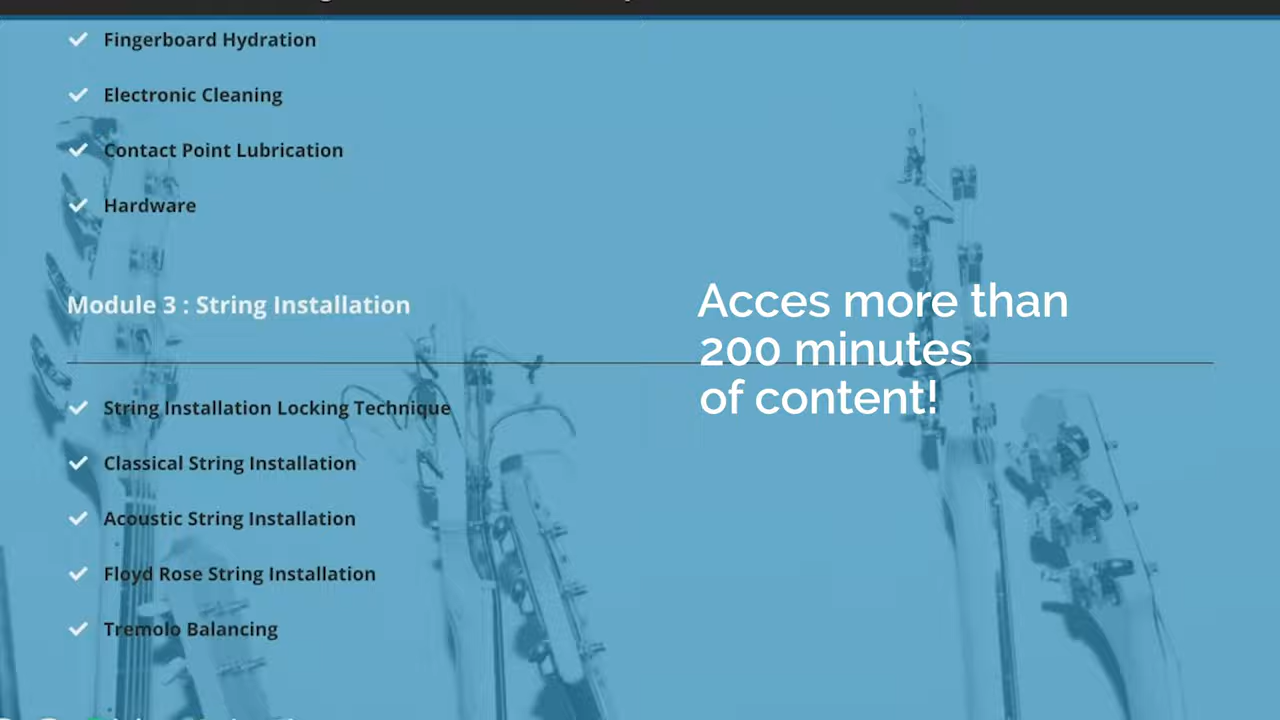 Fingerboard Hydration
Electronic Cleaning
Contact Point Lubrication
Hardware
Module 3 : String Installation
Acces more than
200 minutes
of content!
String Installation Locking Technique
Classical String Installation
Acoustic String Installation
Floyd Rose String Installation
Tremolo Balancing